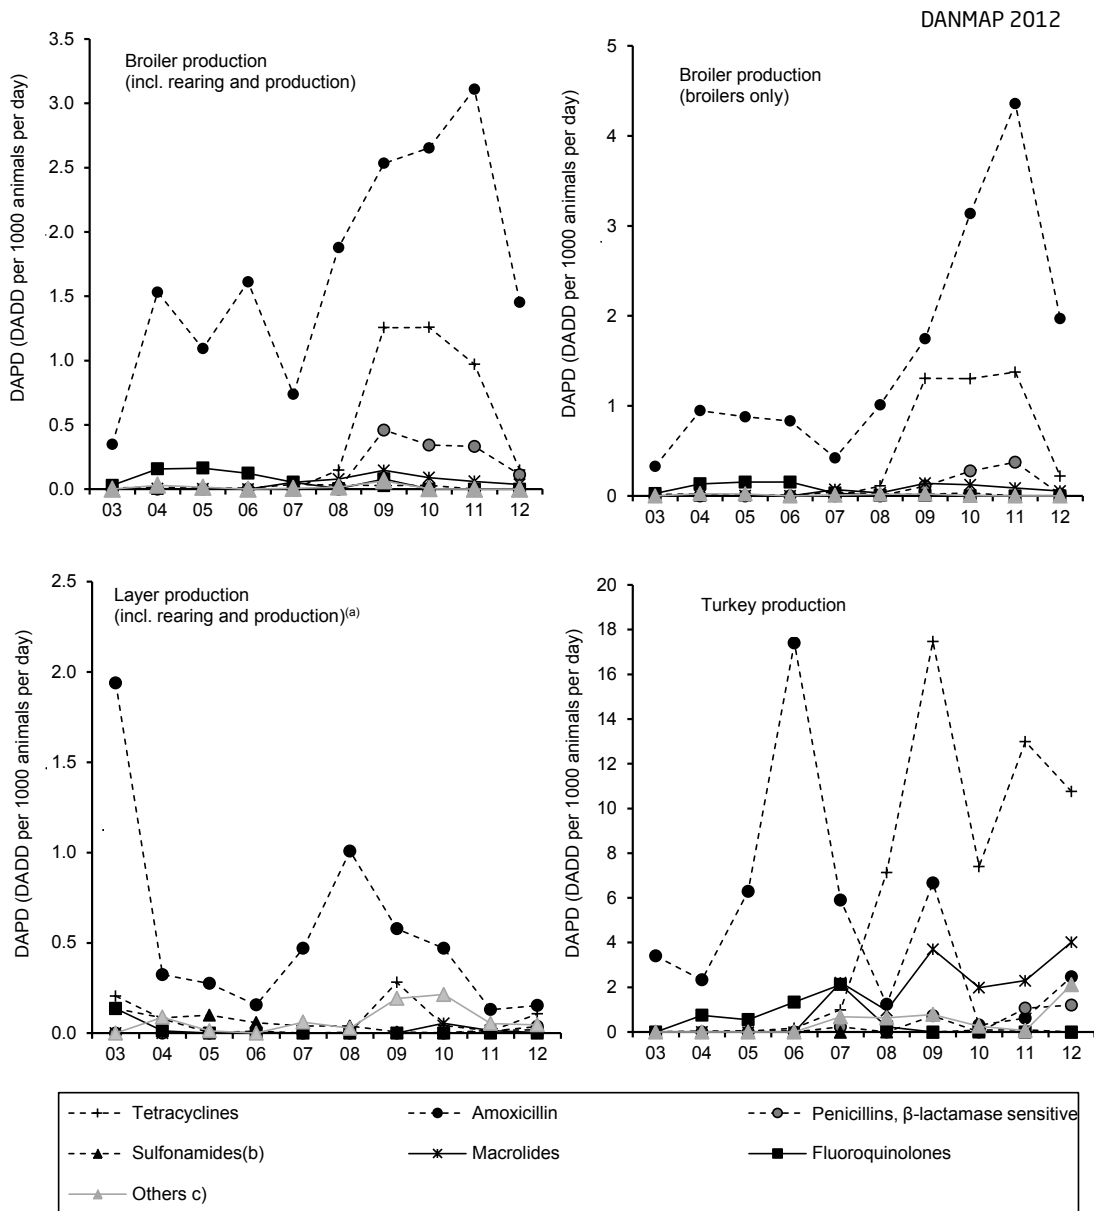 DANMAP 2012
Broiler production
(incl. rearing and production)
DAPD (DADD per 1000 animals per day)
3.5
3.0
2.5
2.0
1.5
1.0
0.5
0.0
03 04 05 06 07 08 09 10 11 12
Broiler production
(broilers only)
DAPD (DADD per 1000 animals per day)
5
4
3
2
1
0
03 04 05 06 07 08 09 10 11 12
Layer production
(incl. rearing and production)(a)
DAPD (DADD per 1000 animals per day)
2.5
2.0
1.5
1.0
0.5
0.0
03 04 05 06 07 08 09 10 11 12
Turkey production
DAPD (DADD per 1000 animals per day)
20
18
16
14
12
10
8
6
4
2
0
03 04 05 06 07 08 09 10 11 12
Tetracyclines
Amoxicillin
Penicillins, β-lactamase sensitive
Sulfonamides(b)
Macrolides
Fluoroquinolones
Others c)